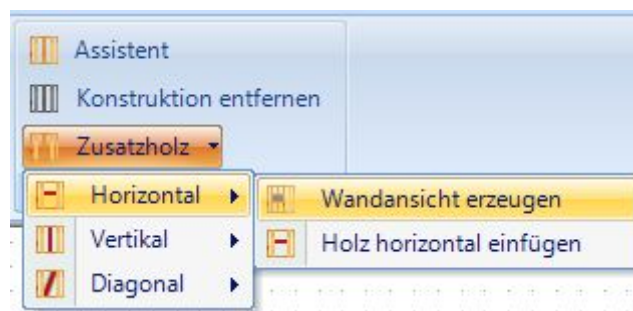 Assistent
Konstruktion entfernen
Zusatzholz
Horizontal
Wandansicht erzeugen
Vertikal
Holz horizontal einfügen
Diagonal